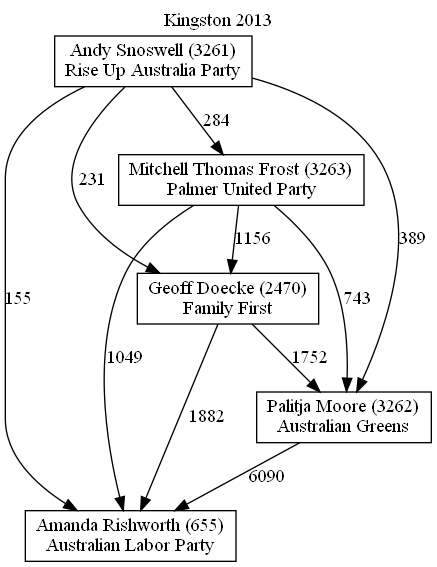 Kingston 2013
Andy Snoswell (3261)
Rise Up Australia Party
284
Mitchell Thomas Frost (3263)
Palmer United Party
231
1156
389
Geoff Doecke (2470)
Family First
155
743
1049
1752
Palitja Moore (3262)
Australian Greens
1882
6090
Amanda Rishworth (655)
Australian Labor Party